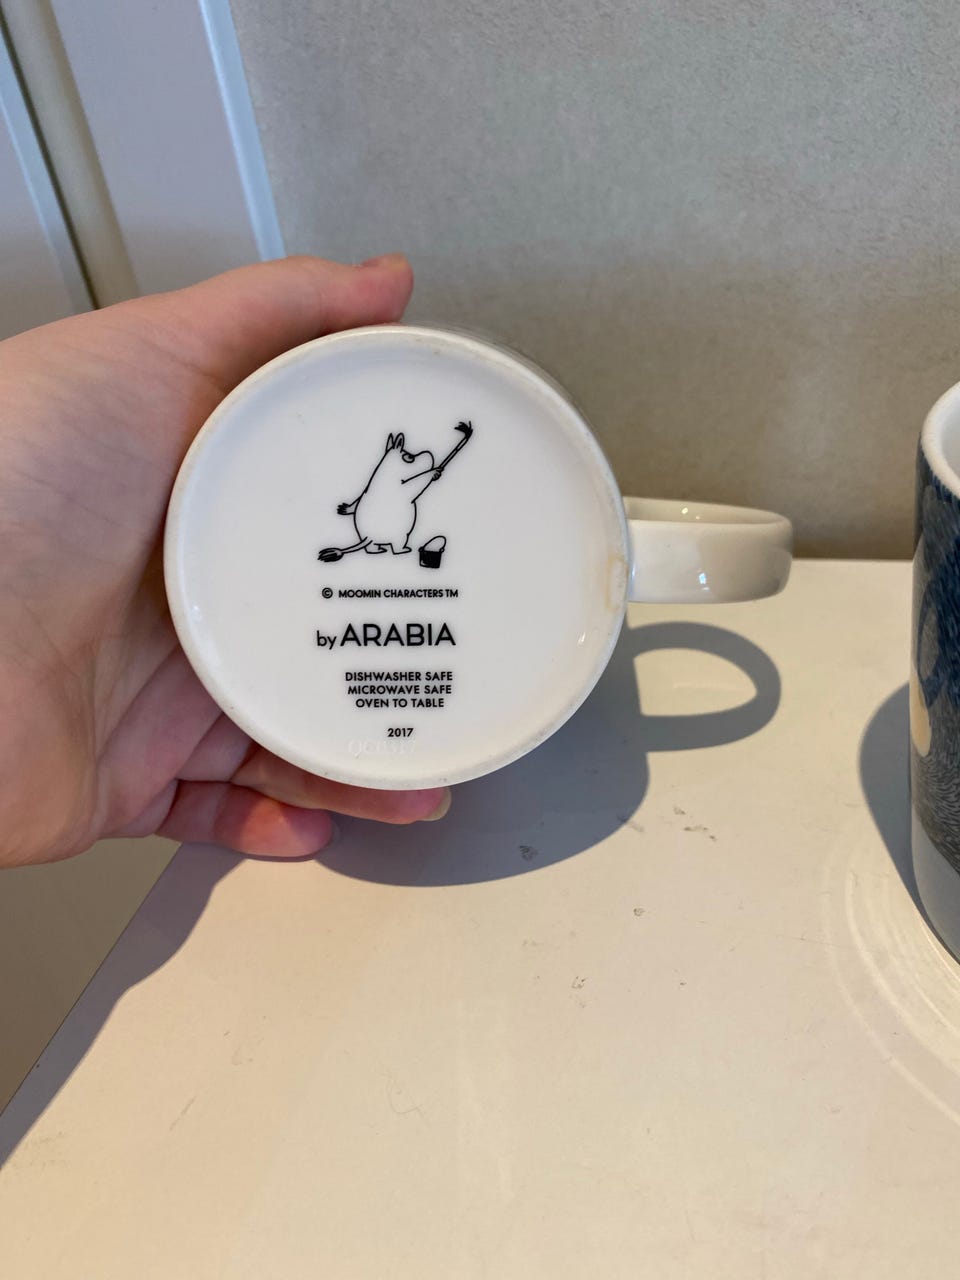 © MOOMIN CHARACTERS TM
by ARABIA
DISHWASHER SAFE
MICROWAVE SAFE
OVEN TO TABLE
2017